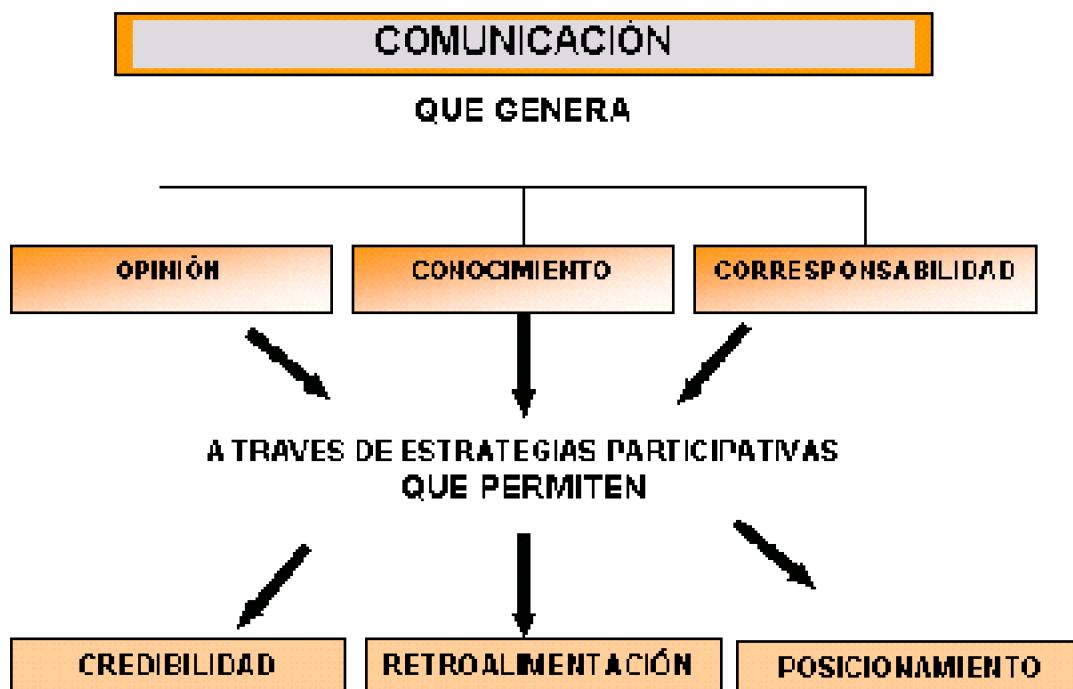 COMUNICACIÓN
QUE GENERA
OPINIÓN
CONOCIMIENTO
CORRESPONSABILIDAD
A TRAVES DE ESTRATEGIAS PARTICIPATIVAS
QUE PERMITEN
CREDIBILIDAD
RETROALIMENTACIÓN
POSICIONAMIENTO